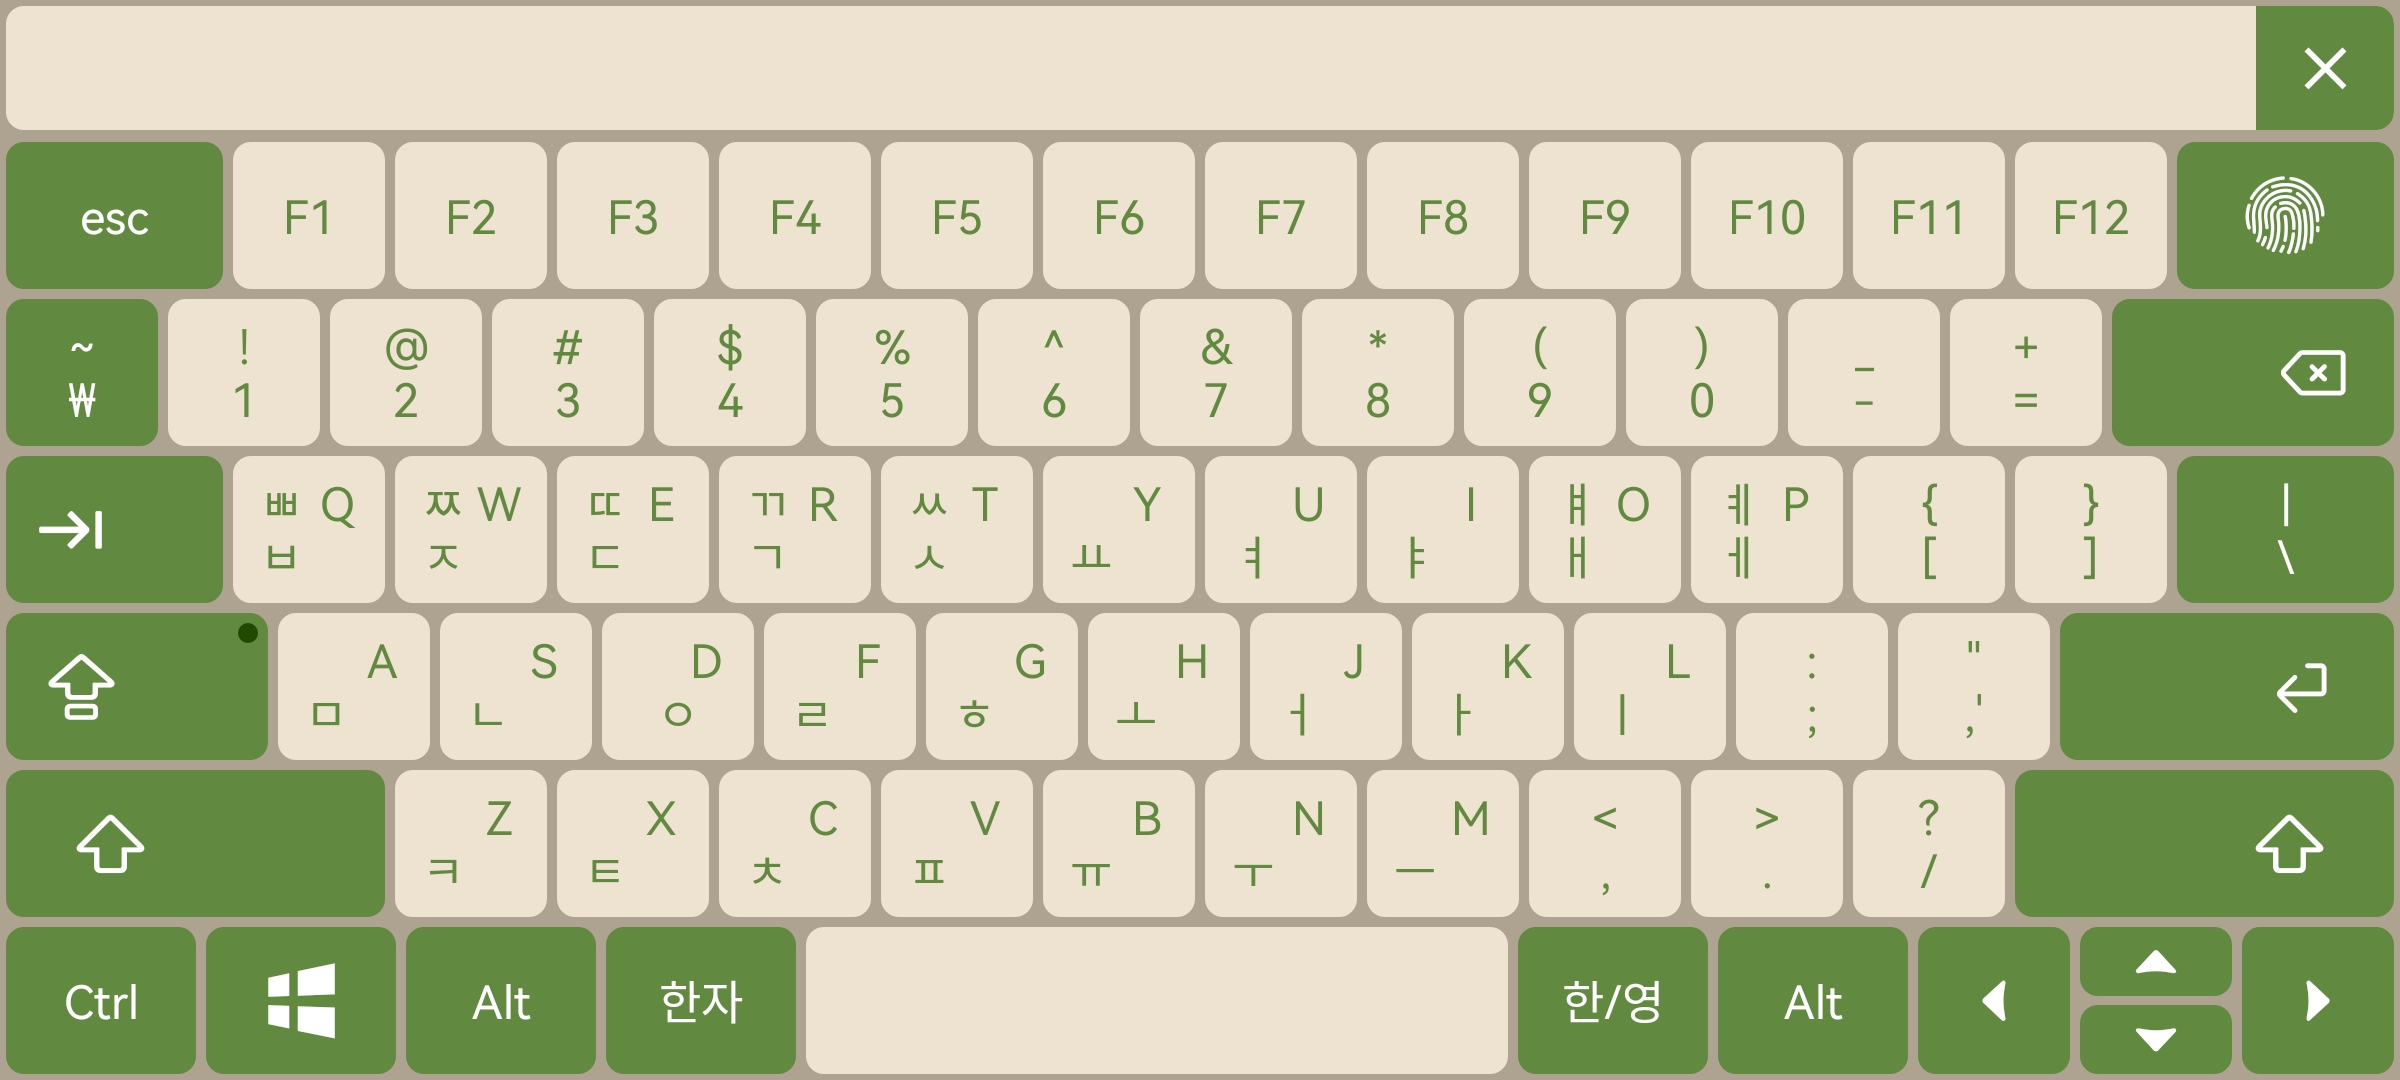 esc F1 F2 F3 F4 F5 F6 F7 F8 F9 F10 F11 F12
~ ! @ # $ % ^ & * ( ) _ +
₩ 1 2 3 4 5 6 7 8 9 0 - =
ㅃ Q ㅉ W ㄸ E ㄲ R ㅆ T Y U I ㅒ O ㅖ P { } |
ㅂ ㅈ ㄷ ㄱ ㅅ ㅛ ㅕ ㅑ ㅐ ㅔ [ ] \
A S D F G H J K L : "
ㅁ ㄴ ㅇ ㄹ ㅎ ㅗ ㅓ ㅏ ㅣ ; ,'
Z X C V B N M < > ?
ㅋ ㅌ ㅊ ㅍ ㅠ ㅜ ㅡ , . /
Ctrl Alt 한자 한/영 Alt